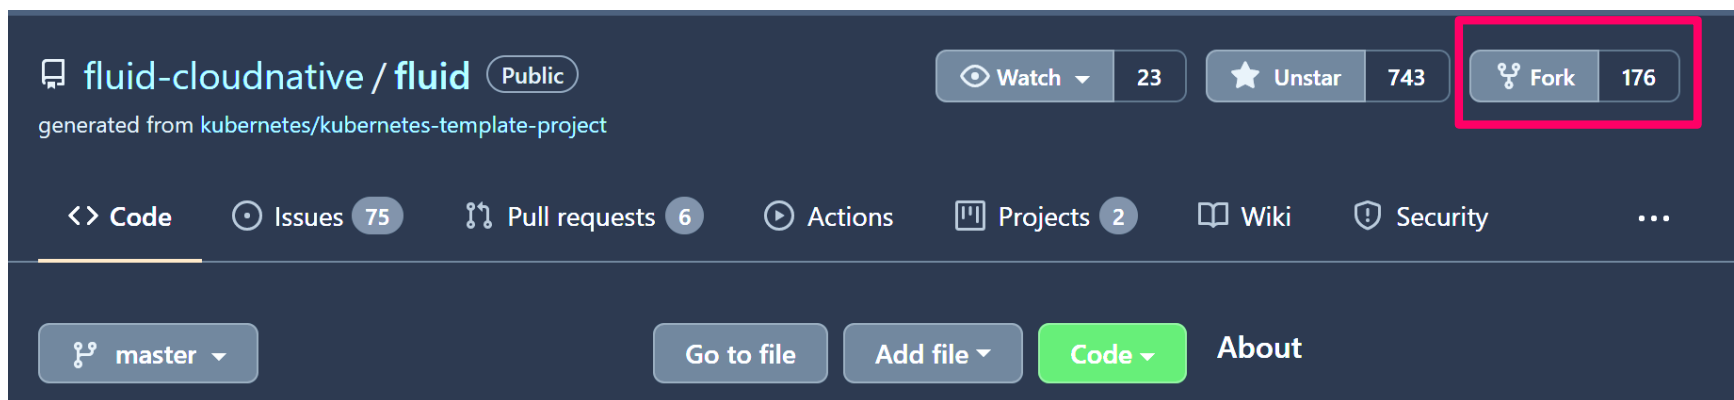 fluid-cloudnative / fluid Public Watch 23 Unstar 743 Fork 176
generated from kubernetes/kubernetes-template-project
Code Issues 75 Pull requests 6 Actions Projects 2 Wiki Security ...
master Go to file Add file Code About